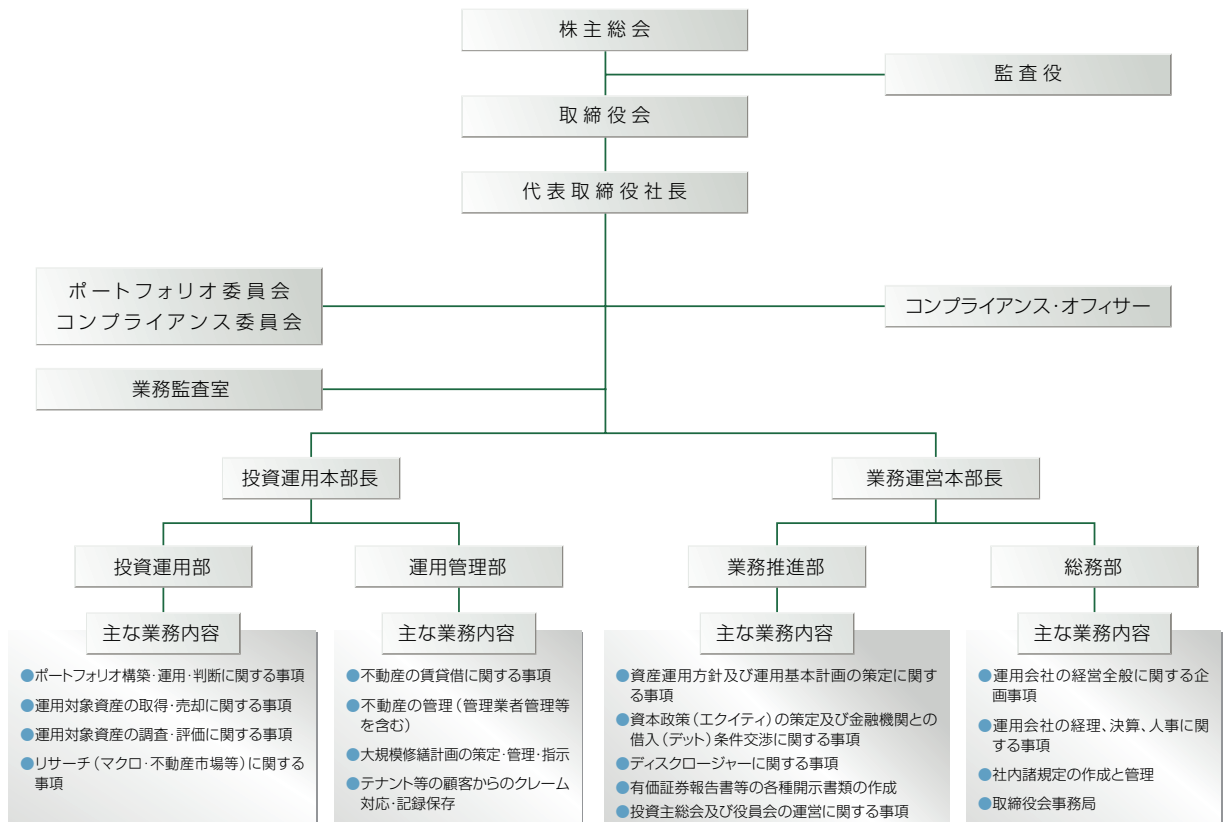 株主総会
監査役
取締役会
代表取締役社長
ポートフォリオ委員会
コンプライアンス委員会
コンプライアンス・オフィサー
業務監査室
投資運用本部長
業務運営本部長
投資運用部
運用管理部
業務推進部
総務部
主な業務内容
●ポートフォリオ構築・運用・判断に関する事項
●運用対象資産の取得・売却に関する事項
●運用対象資産の調査・評価に関する事項
●リサーチ（マクロ・不動産市場等）に関する
事項
主な業務内容
●不動産の賃貸借に関する事項
●不動産の管理（管理業者管理等
を含む）
●大規模修繕計画の策定・管理・指示
●テナント等の顧客からのクレーム
対応・記録保存
主な業務内容
●資産運用方針及び運用基本計画の策定に関す
る事項
●資本政策（エクイティ）の策定及び金融機関との
借入（デット）条件交渉に関する事項
●ディスクロージャーに関する事項
●有価証券報告書等の各種開示書類の作成
●投資主総会及び役員会の運営に関する事項
主な業務内容
●運用会社の経営全般に関する企
画事項
●運用会社の経理、決算、人事に関
する事項
●社内諸規定の作成と管理
●取締役会事務局